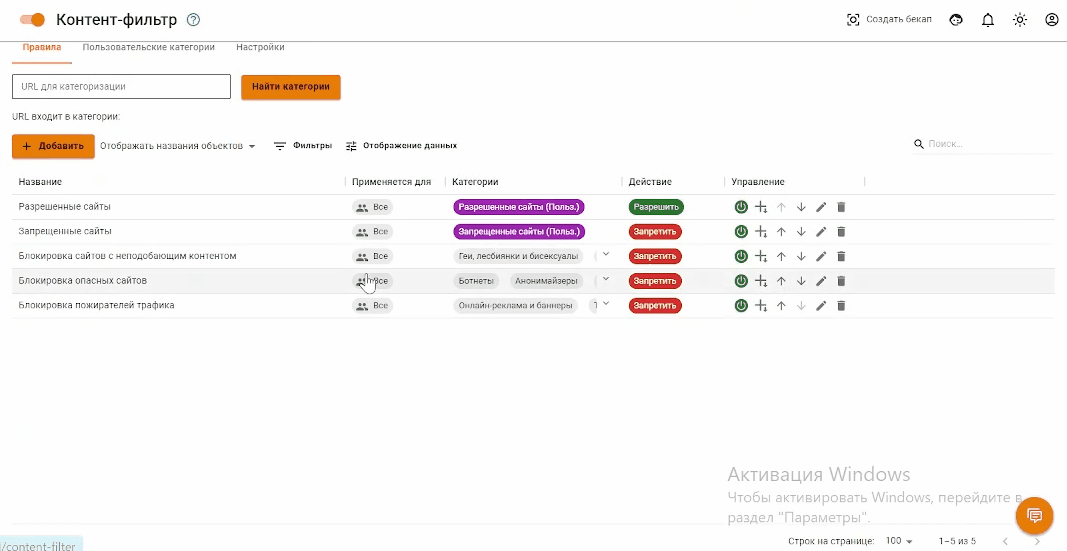 Контент-фильтр
Создать бекап
Правила Пользовательские категории Настройки
URL для категоризации Найти категории
URL входит в категории:
+ Добавить Отображать названия объектов Фильтры Отображение данных Поиск...
Название Применяется для Категории Действие Управление
Разрешенные сайты Все Разрешенные сайты (Польз.) Разрешить
Запрещенные сайты Все Запрещенные сайты (Польз.) Запретить
Блокировка сайтов с неподобающим контентом Все Геи, лесбиянки и бисексуалы Запретить
Блокировка опасных сайтов Все Ботнеты Анонимайзеры Запретить
Блокировка пожирателей трафика Все Онлайн-реклама и баннеры Запретить
Активация Windows
Чтобы активировать Windows, перейдите в
раздел "Параметры".
Строк на странице: 100 1–5 из 5
/content-filter